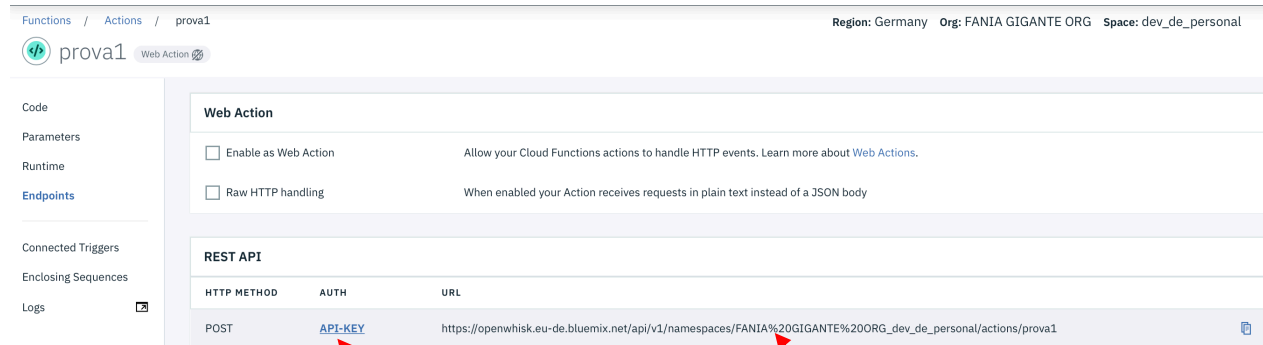 Functions / Actions / prova1
Region: Germany Org: FANIA GIGANTE ORG Space: dev_de_personal
</> prova1 Web Action
Code
Parameters
Runtime
Endpoints
Connected Triggers
Enclosing Sequences
Logs
Web Action
Enable as Web Action Allow your Cloud Functions actions to handle HTTP events. Learn more about Web Actions.
Raw HTTP handling When enabled your Action receives requests in plain text instead of a JSON body
REST API
HTTP METHOD AUTH URL
POST API-KEY https://openwhisk.eu-de.bluemix.net/api/v1/namespaces/FANIA%20GIGANTE%20ORG_dev_de_personal/actions/prova1